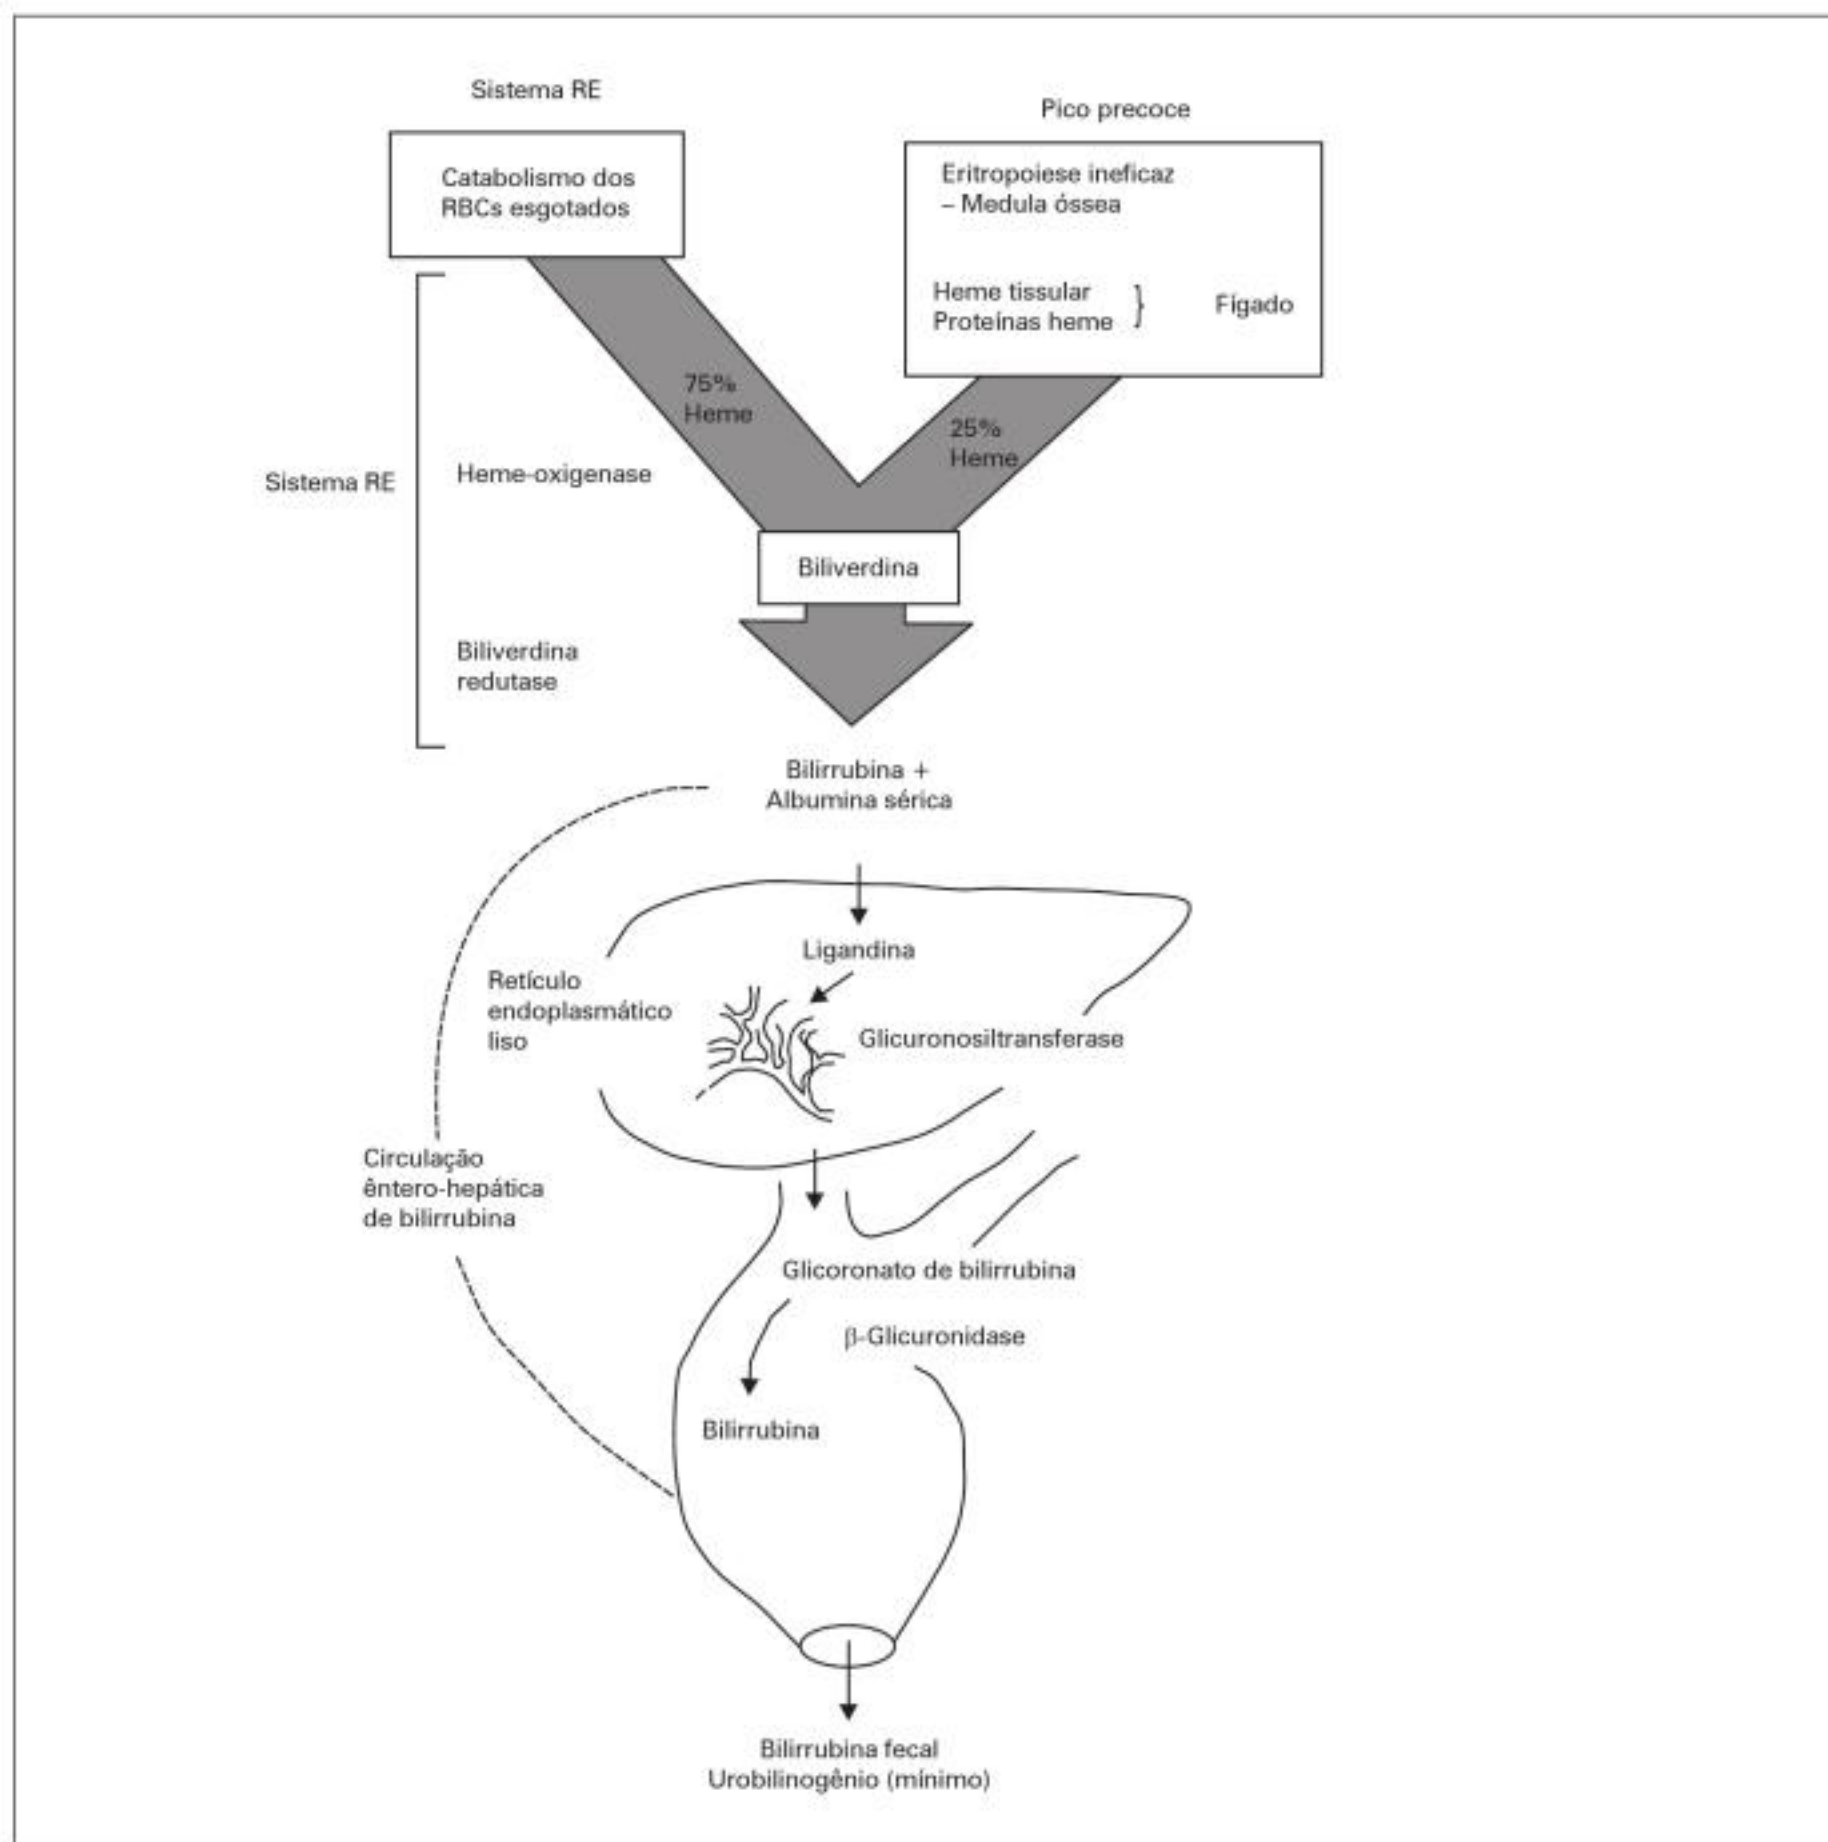 Sistema RE
Catabolismo dos
RBCs esgotados
Pico precoce
Eritropoiese ineficaz
– Medula óssea
Heme tissular
Proteínas heme
}
Fígado
75%
Heme
25%
Heme
Sistema RE
Heme-oxigenase
Biliverdina
Biliverdina
redutase
Bilirrubina +
Albumina sérica
Ligandina
Retículo
endoplasmático
liso
Glicuronosiltransferase
Circulação
êntero-hepática
de bilirrubina
Glicoronato de bilirrubina
β-Glicuronidase
Bilirrubina
Bilirrubina fecal
Urobilinogênio (mínimo)